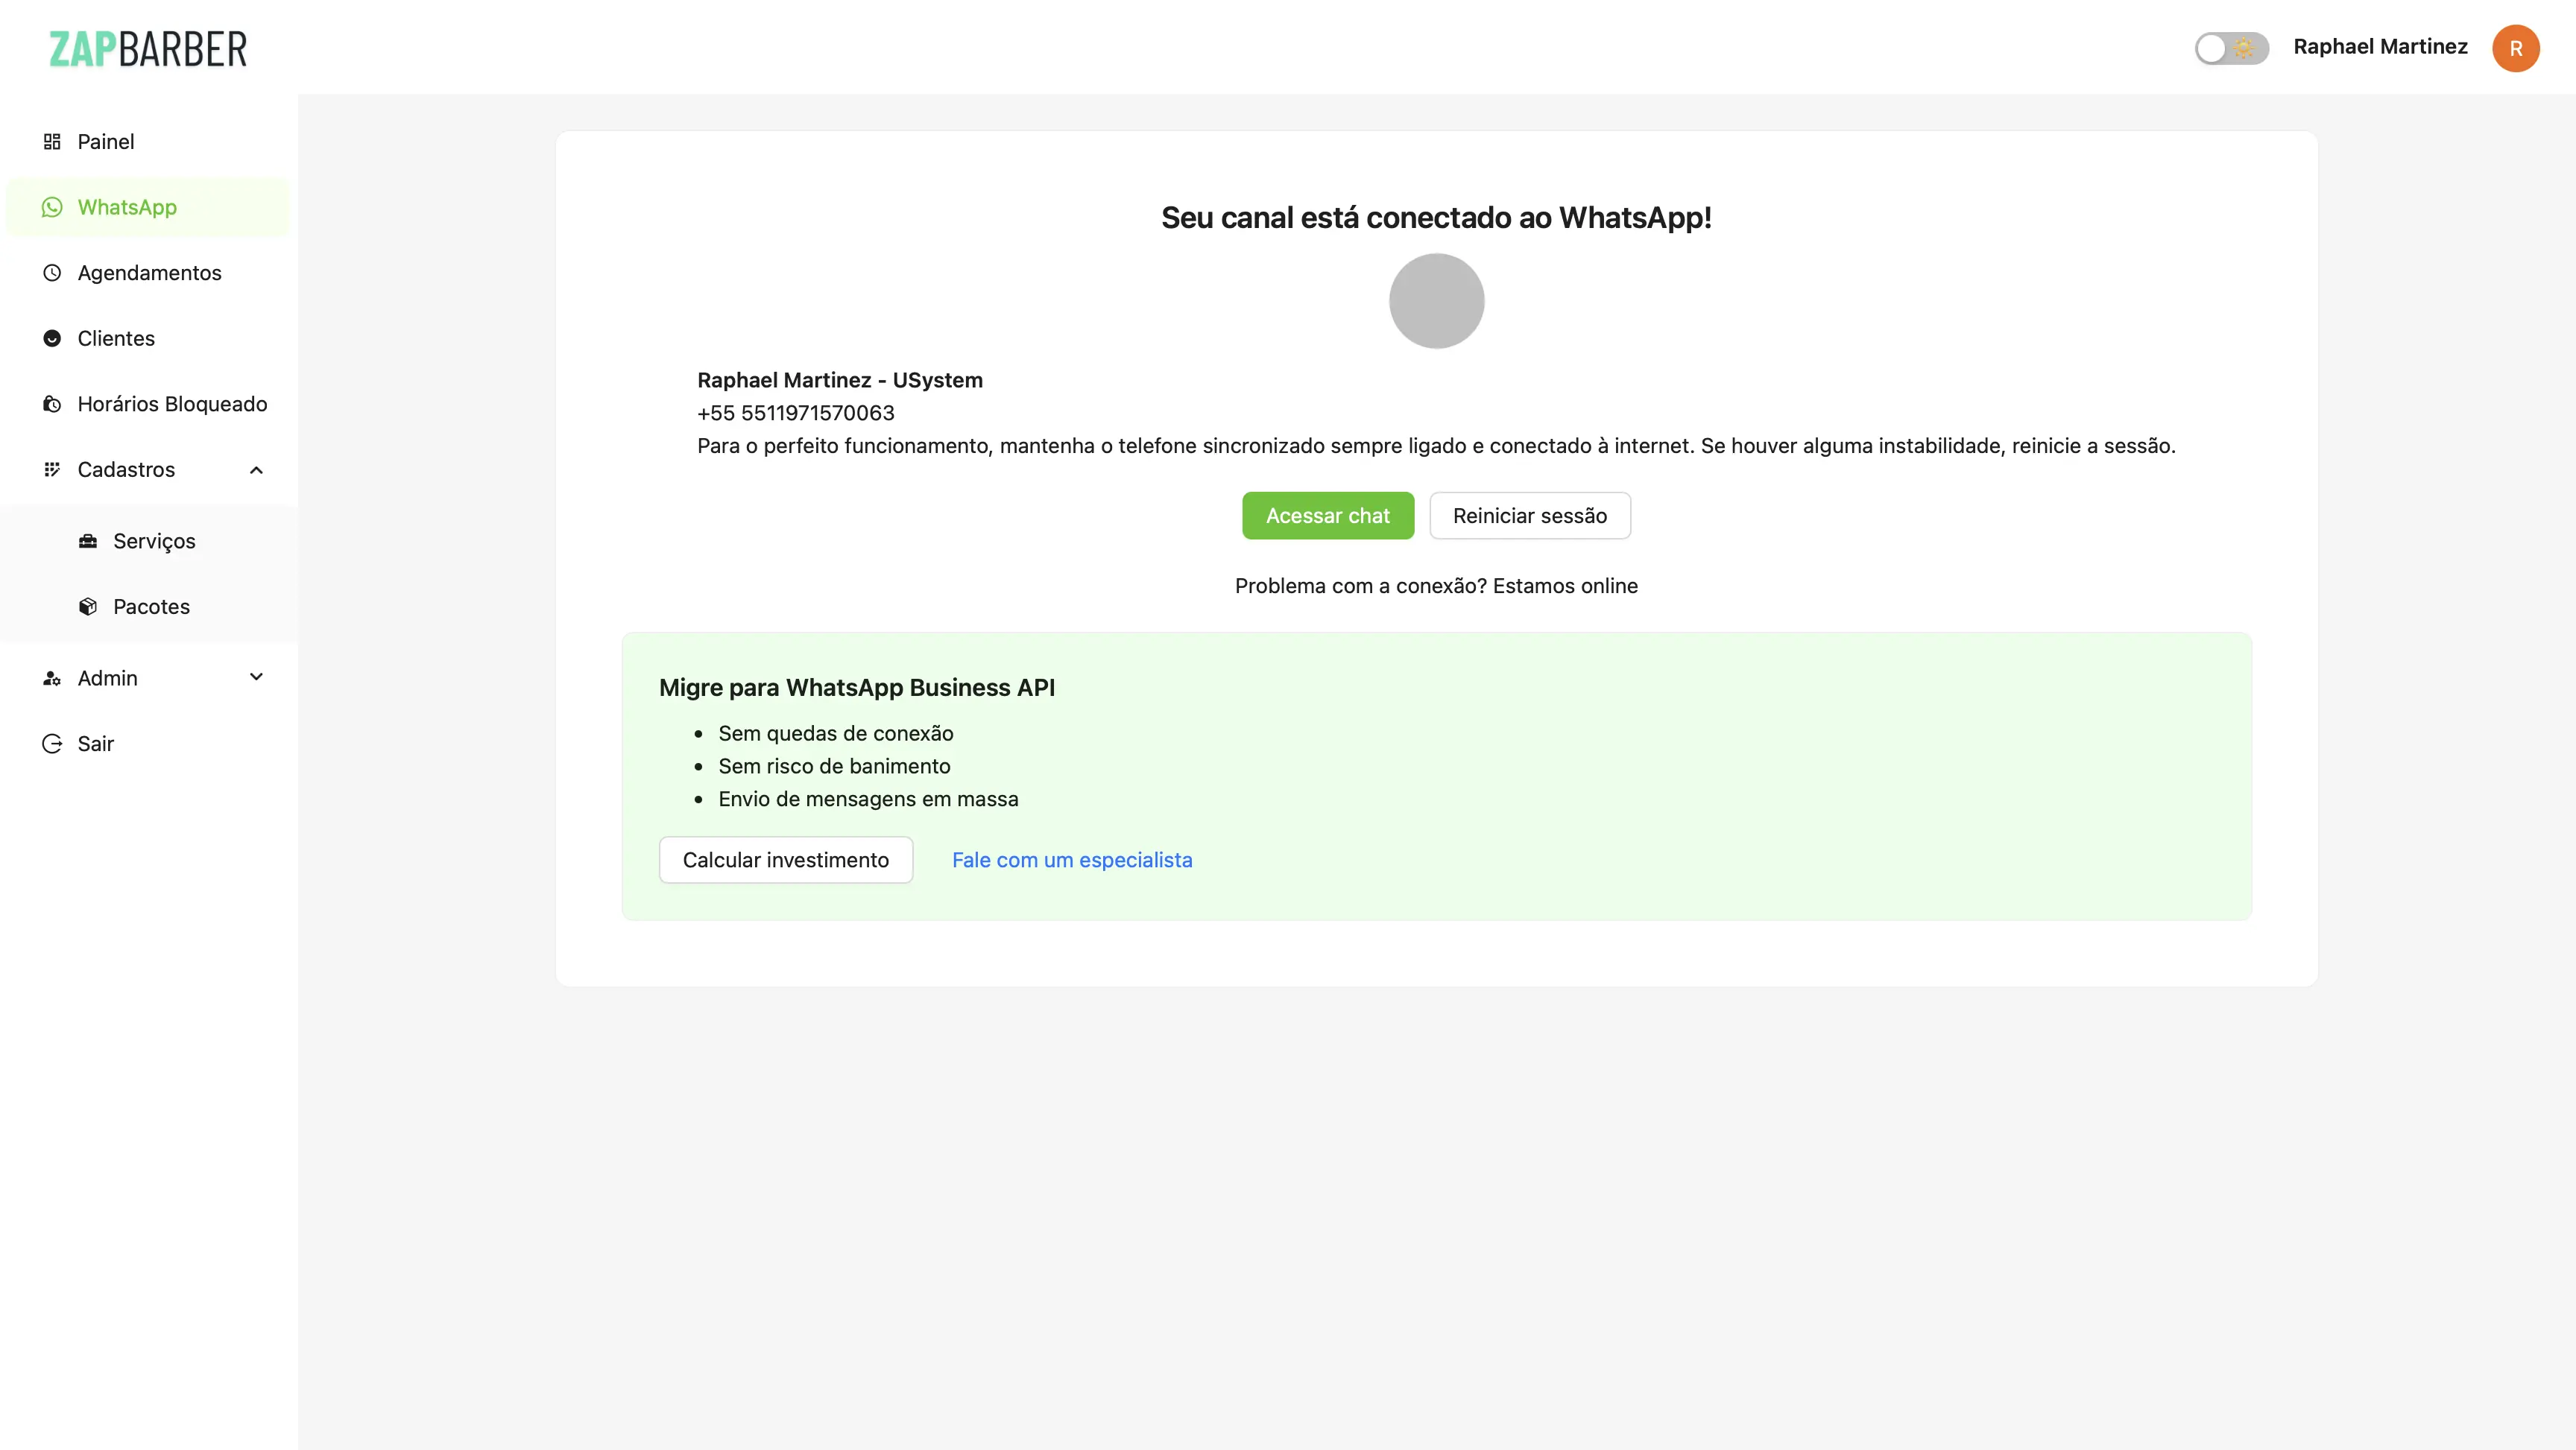 ZAPBARBER
Raphael Martinez
R
Painel
WhatsApp
Agendamentos
Clientes
Horários Bloqueado
Cadastros
Serviços
Pacotes
Admin
Sair
Seu canal está conectado ao WhatsApp!
Raphael Martinez - USystem
+55 5511971570063
Para o perfeito funcionamento, mantenha o telefone sincronizado sempre ligado e conectado à internet. Se houver alguma instabilidade, reinicie a sessão.
Acessar chat
Reiniciar sessão
Problema com a conexão? Estamos online
Migre para WhatsApp Business API
Sem quedas de conexão
Sem risco de banimento
Envio de mensagens em massa
Calcular investimento
Fale com um especialista